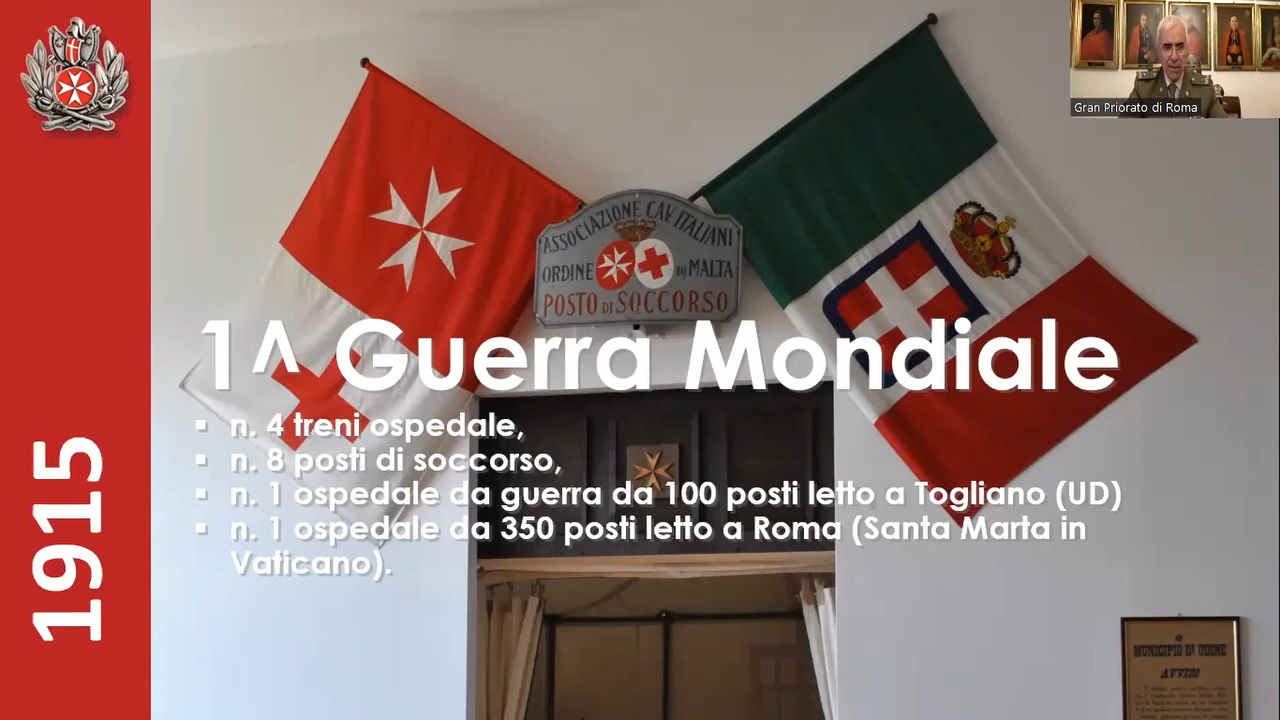 1915
Gran Priorato di Roma
ASSOCIAZIONE CAV. ITALIANI
ORDINE DI MALTA
POSTO DI SOCCORSO
1^ Guerra Mondiale
▪ n. 4 treni ospedale,
▪ n. 8 posti di soccorso,
▪ n. 1 ospedale da guerra da 100 posti letto a Togliano (UD)
▪ n. 1 ospedale da 350 posti letto a Roma (Santa Marta in
Vaticano).
MUNICIPIO DI UDINE
AVVISO